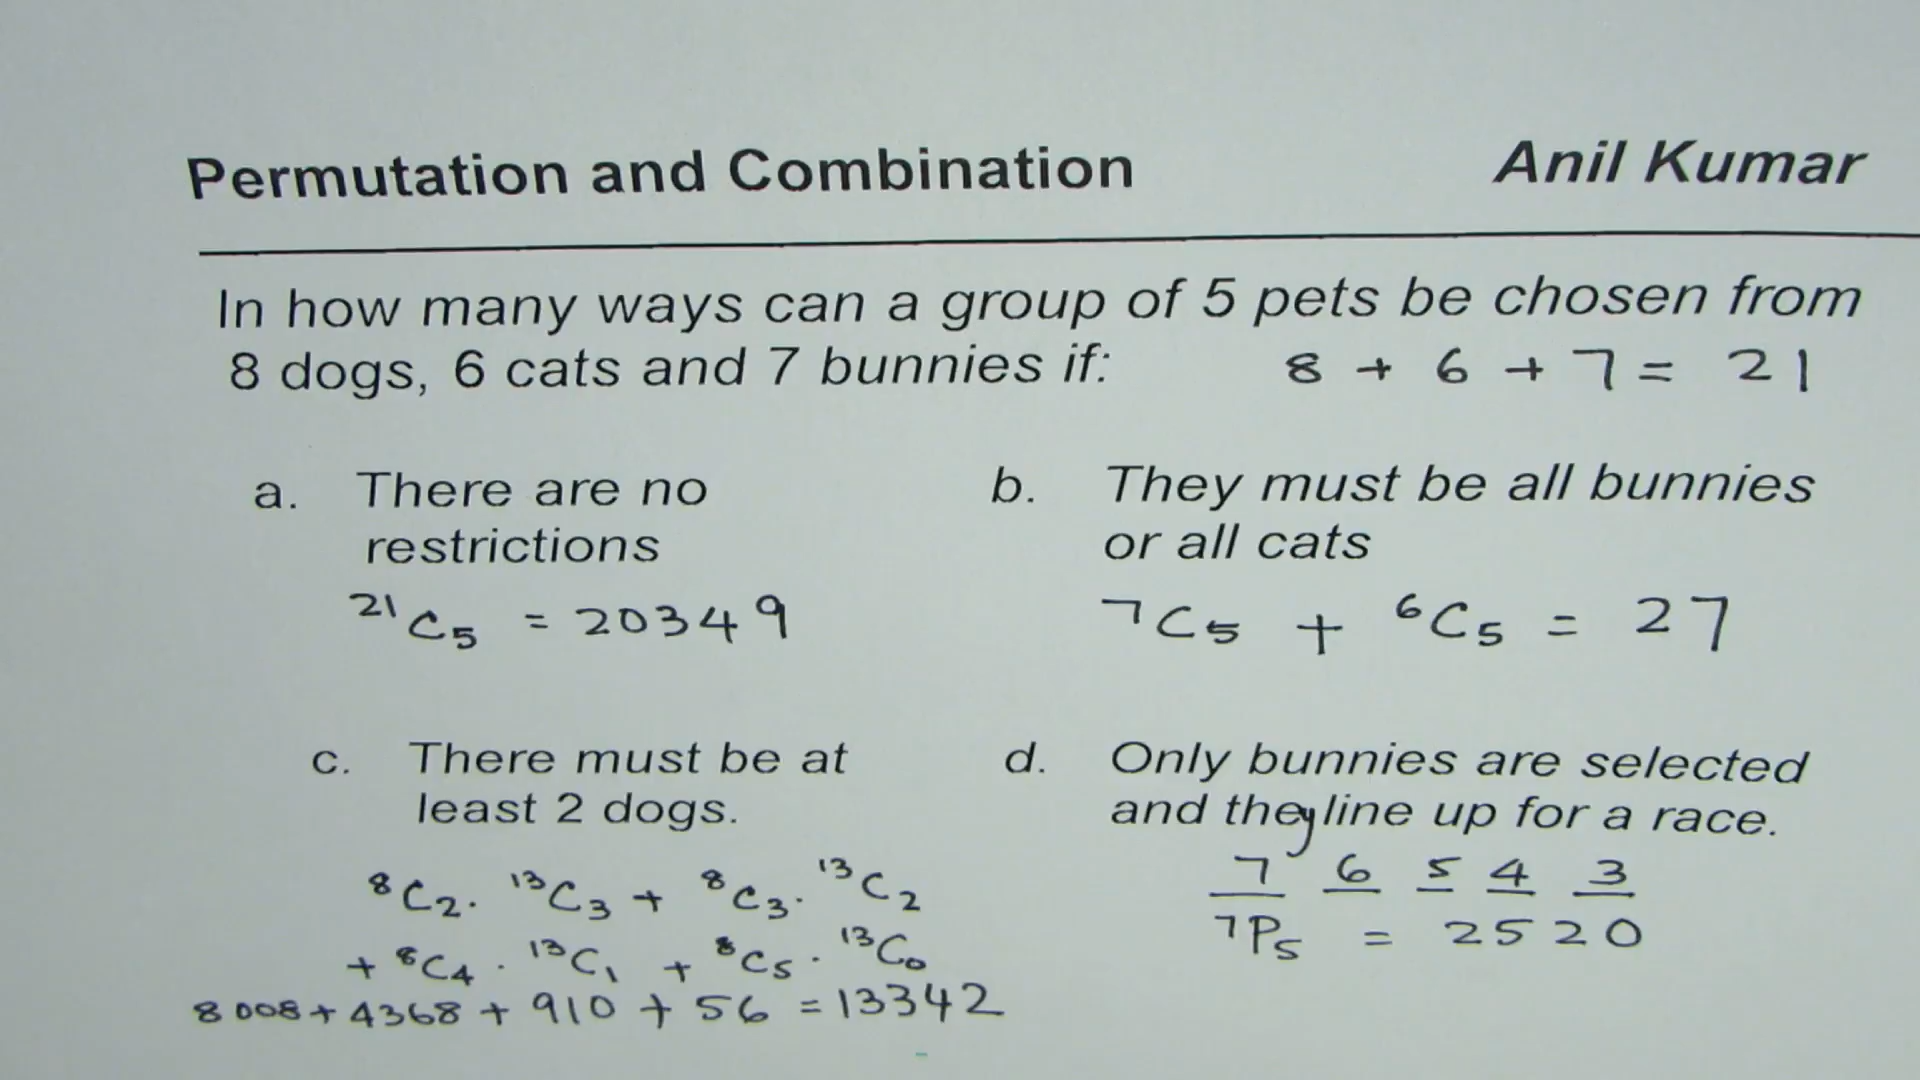 Permutation and Combination Anil Kumar
In how many ways can a group of 5 pets be chosen from
8 dogs, 6 cats and 7 bunnies if: 8 + 6 + 7 = 21
a. There are no
restrictions
²¹C₅ = 20349
b. They must be all bunnies
or all cats
⁷C₅ + ⁶C₅ = 27
c. There must be at
least 2 dogs.
⁸C₂ · ¹³C₃ + ⁸C₃ · ¹³C₂
+ ⁸C₄ · ¹³C₁ + ⁸C₅ · ¹³C₀
8008 + 4368 + 910 + 56 = 13342
d. Only bunnies are selected
and they line up for a race.
7 6 5 4 3
⁷P₅ = 2520